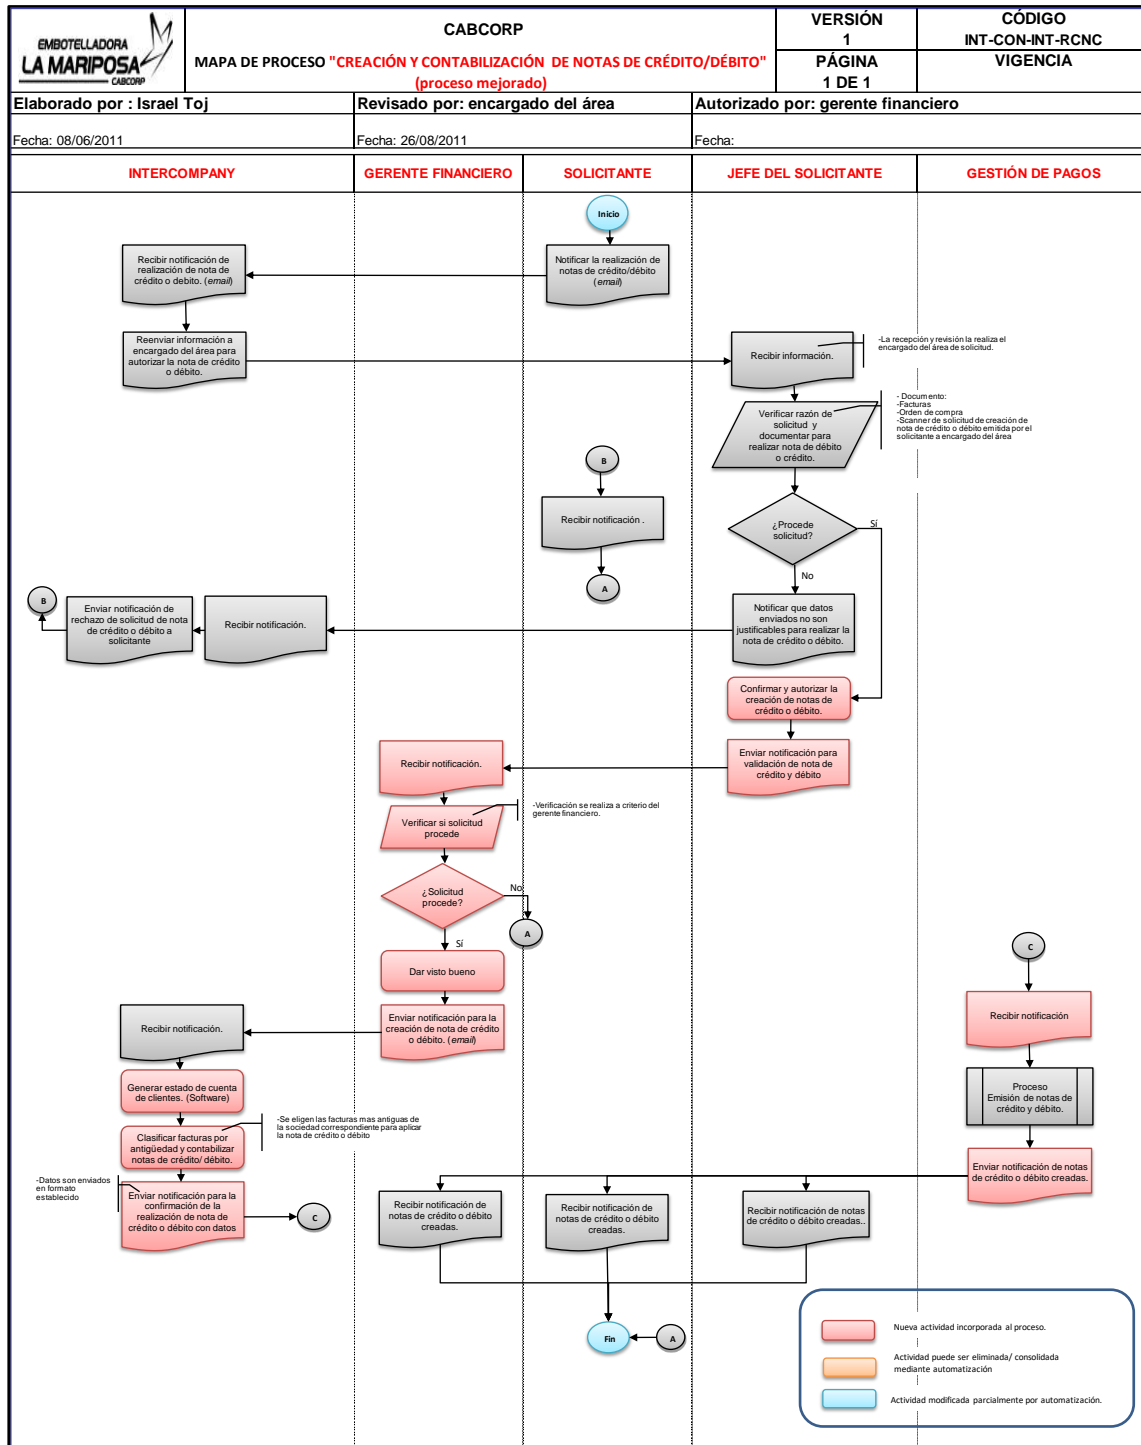 EMBOTELLADORA
LA MARIPOSA
CABCORP
CABCORP
MAPA DE PROCESO "CREACIÓN Y CONTABILIZACIÓN DE NOTAS DE CRÉDITO/DÉBITO"
(proceso mejorado)
VERSIÓN
1
PÁGINA
1 DE 1
CÓDIGO
INT-CON-INT-RCNC
VIGENCIA
Elaborado por : Israel Toj
Revisado por: encargado del área
Autorizado por: gerente financiero
Fecha: 08/06/2011
Fecha: 26/08/2011
Fecha:
INTERCOMPANY
GERENTE FINANCIERO
SOLICITANTE
JEFE DEL SOLICITANTE
GESTIÓN DE PAGOS
Inicio
Notificar la realización de
notas de crédito/débito
(email)
Recibir notificación de
realización de nota de
crédito o debito. (email)
Reenviar información a
encargado del área para
autorizar la nota de crédito
o débito.
Recibir información.
-La recepción y revisión la realiza el
encargado del área de solicitud.
Verificar razón de
solicitud y
documentar para
realizar nota de débito
o crédito.
- Documento:
-Facturas
-Orden de compra
-Scanner de solicitud de creación de
nota de crédito o débito emitida por el
solicitante a encargado del área
B
Recibir notificación .
A
¿Procede
solicitud?
Sí
No
B
Enviar notificación de
rechazo de solicitud de nota
de crédito o débito a
solicitante
Recibir notificación.
Notificar que datos
enviados no son
justificables para realizar la
nota de crédito o débito.
Confirmar y autorizar la
creación de notas de
crédito o débito.
Enviar notificación para
validación de nota de
crédito y débito
Recibir notificación.
Verificar si solicitud
procede
-Verificación se realiza a criterio del
gerente financiero.
¿Solicitud
procede?
No
A
Sí
Dar visto bueno
Enviar notificación para la
creación de nota de crédito
o débito. (email)
Recibir notificación.
Generar estado de cuenta
de clientes. (Software)
Clasificar facturas por
antigüedad y contabilizar
notas de crédito/ débito.
-Se eligen las facturas mas antiguas de
la sociedad correspondiente para aplicar
la nota de crédito o débito
-Datos son enviados
en formato
establecido
Enviar notificación para la
confirmación de la
realización de nota de
crédito o débito con datos
C
C
Recibir notificación
Proceso
Emisión de notas de
crédito y débito.
Enviar notificación de notas
de crédito o débito creadas.
Recibir notificación de
notas de crédito o débito
creadas.
Recibir notificación de
notas de crédito o débito
creadas.
Recibir notificación de notas
de crédito o débito creadas..
Fin
A
Nueva actividad incorporada al proceso.
Actividad puede ser eliminada/ consolidada
mediante automatización
Actividad modificada parcialmente por automatización.